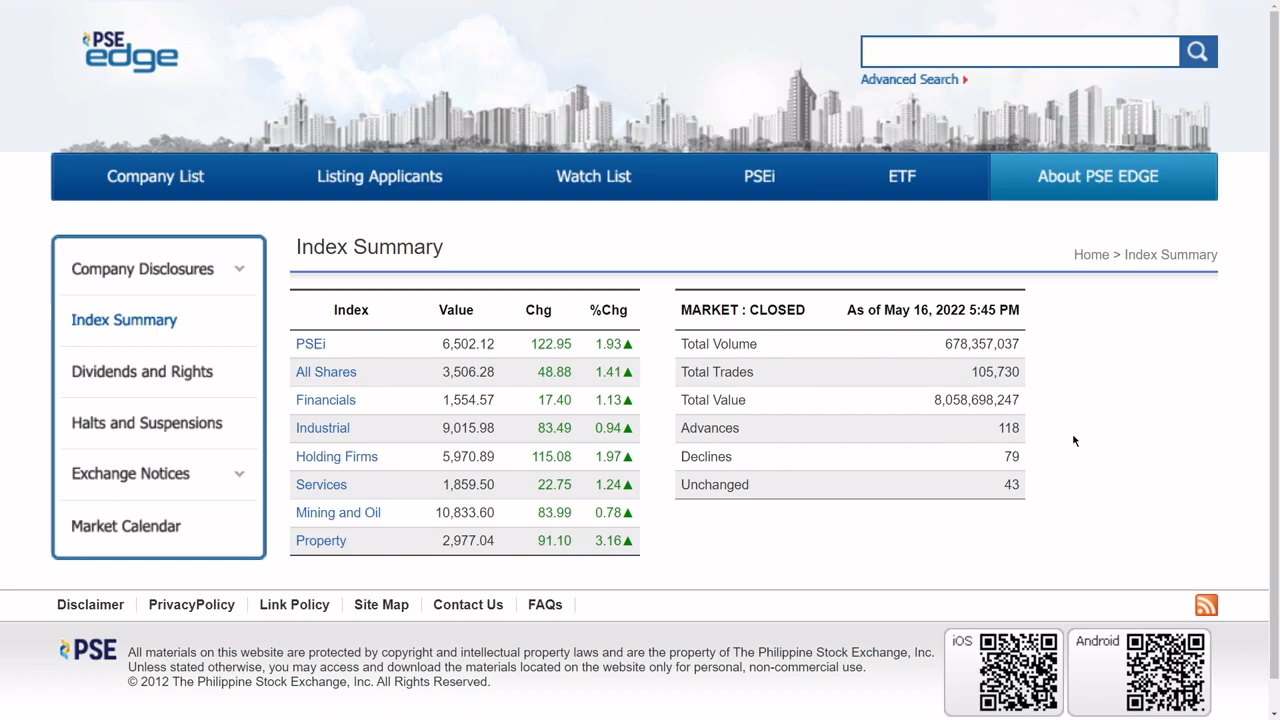 PSE
edge
Advanced Search
Company List Listing Applicants Watch List PSEi ETF About PSE EDGE
Company Disclosures
Index Summary
Dividends and Rights
Halts and Suspensions
Exchange Notices
Market Calendar
Index Summary
Home > Index Summary
Index Value Chg %Chg
PSEi 6,502.12 122.95 1.93▲
All Shares 3,506.28 48.88 1.41▲
Financials 1,554.57 17.40 1.13▲
Industrial 9,015.98 83.49 0.94▲
Holding Firms 5,970.89 115.08 1.97▲
Services 1,859.50 22.75 1.24▲
Mining and Oil 10,833.60 83.99 0.78▲
Property 2,977.04 91.10 3.16▲
MARKET : CLOSED As of May 16, 2022 5:45 PM
Total Volume 678,357,037
Total Trades 105,730
Total Value 8,058,698,247
Advances 118
Declines 79
Unchanged 43
Disclaimer PrivacyPolicy Link Policy Site Map Contact Us FAQs
PSE
All materials on this website are protected by copyright and intellectual property laws and are the property of The Philippine Stock Exchange, Inc.
Unless stated otherwise, you may access and download the materials located on the website only for personal, non-commercial use.
© 2012 The Philippine Stock Exchange, Inc. All Rights Reserved.
iOS
Android